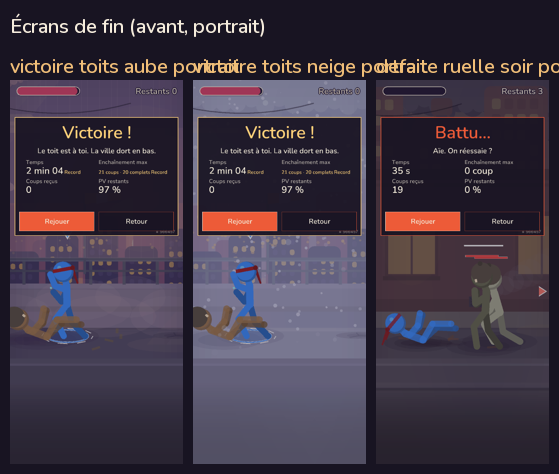 Écrans de fin (avant, portrait)
victoire toits aube portrait
victoire toits neige portrait
défaite ruelle soir po
Restants 0
Victoire !
Le toit est à toi. La ville dort en bas.
Temps
Enchaînement max
2 min 04 Record
21 coups · 20 complets Record
Coups reçus
PV restants
0
97 %
Rejouer
Retour
Restants 0
Victoire !
Le toit est à toi. La ville dort en bas.
Temps
Enchaînement max
2 min 04 Record
21 coups · 20 complets Record
Coups reçus
PV restants
0
97 %
Rejouer
Retour
Restants 3
Battu...
Aïe. On réessaie ?
Temps
Enchaînement max
35 s
0 coup
Coups reçus
PV restants
19
0 %
Rejouer
Retour